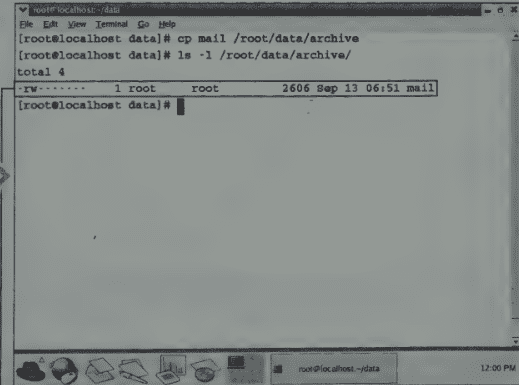 root@localhost:~/data
File Edit View Terminal Go Help
[root@localhost data]# cp mail /root/data/archive
[root@localhost data]# ls -l /root/data/archive/
total 4
-rw------- 1 root root 2606 Sep 13 06:51 mail
[root@localhost data]#
root@localhost:~/data
12:00 PM